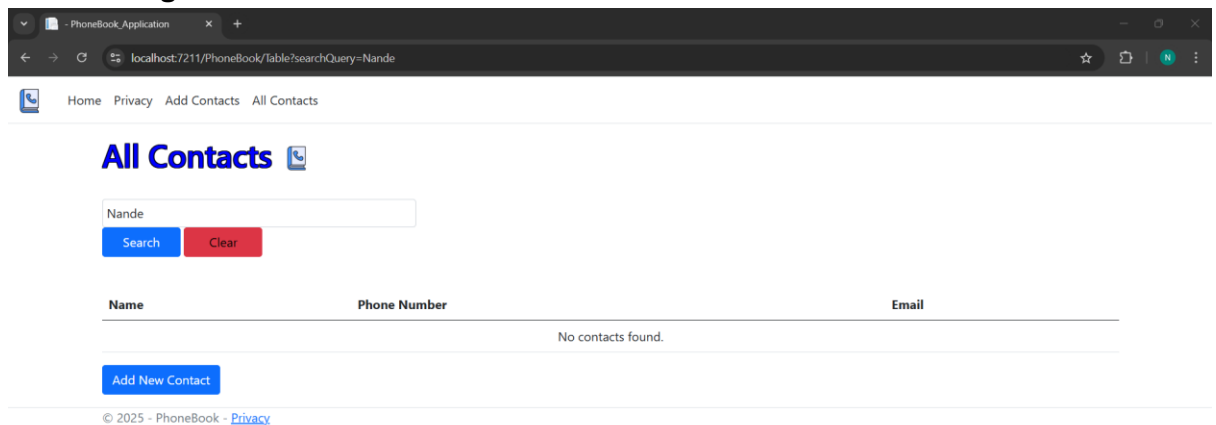 - PhoneBook_Application
localhost:7211/PhoneBook/Table?searchQuery=Nande
N
Home Privacy Add Contacts All Contacts
All Contacts
Nande
Search Clear
Name Phone Number Email
No contacts found.
Add New Contact
© 2025 - PhoneBook - Privacy